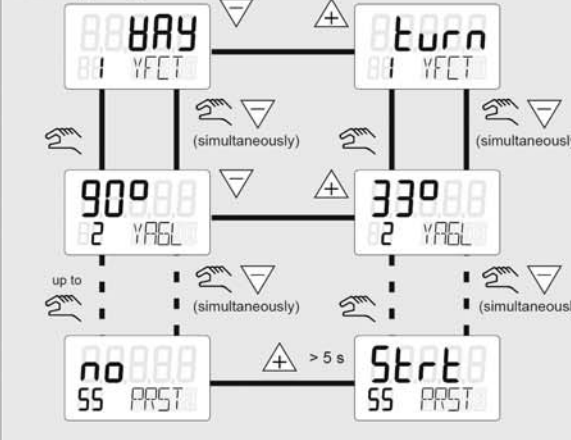 WAY
turn
1 YFCT
1 YFCT
(simultaneously)
(simultaneously
90°
33°
2 YAGL
2 YAGL
up to
(simultaneously)
(simultaneously
no
> 5 s
Strt
55 PRST
55 PRST